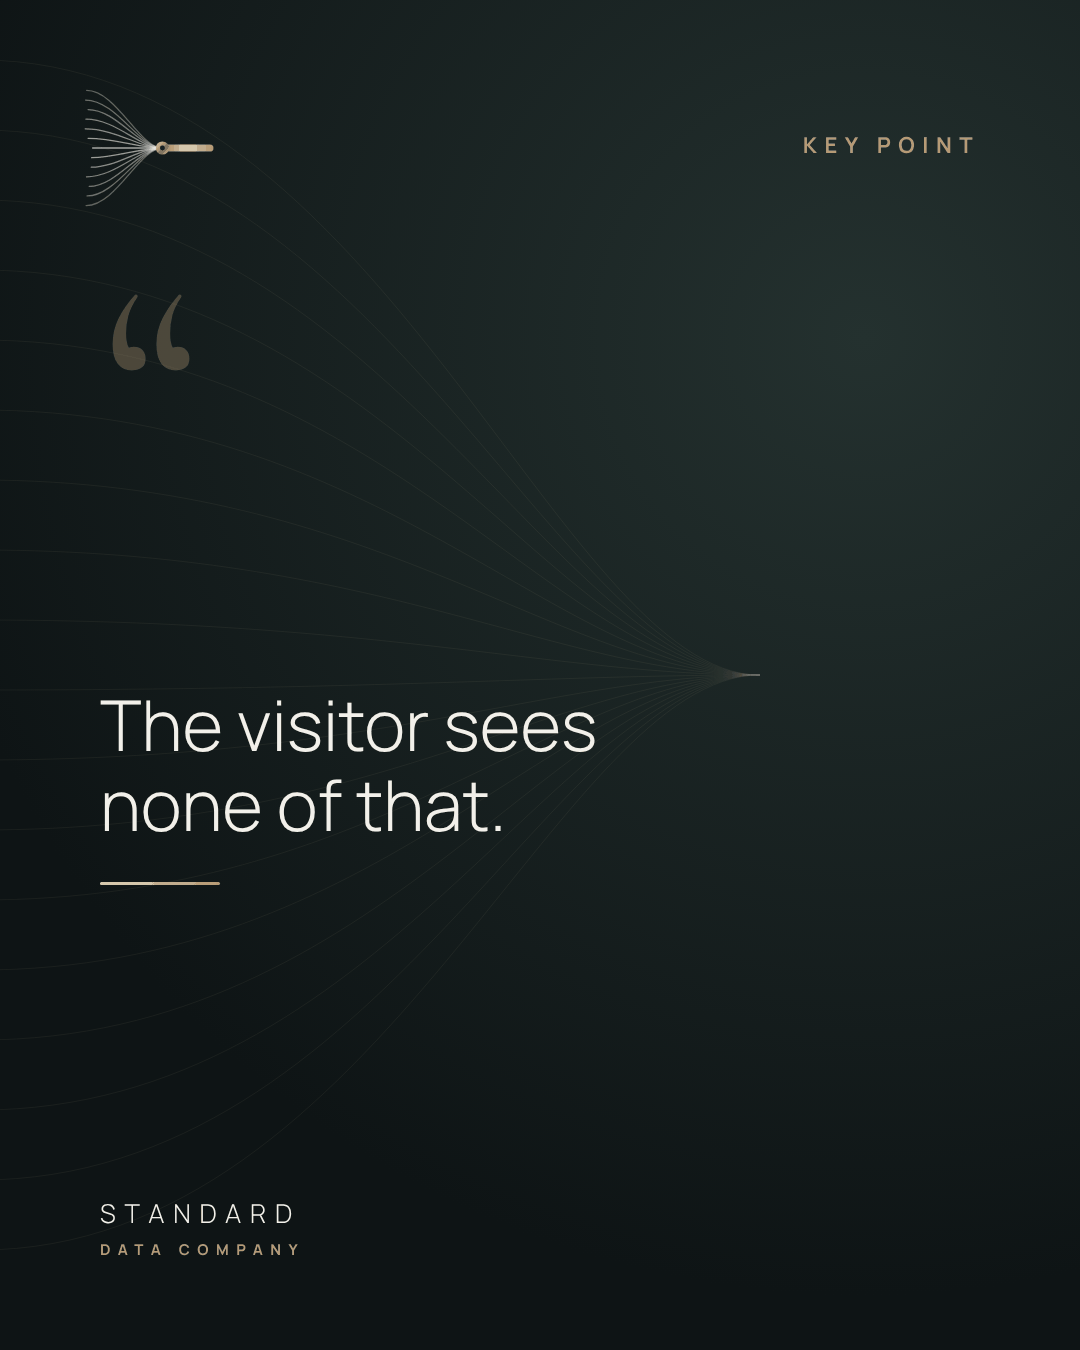 KEY POINT
“
The visitor sees
none of that.
STANDARD
DATA COMPANY